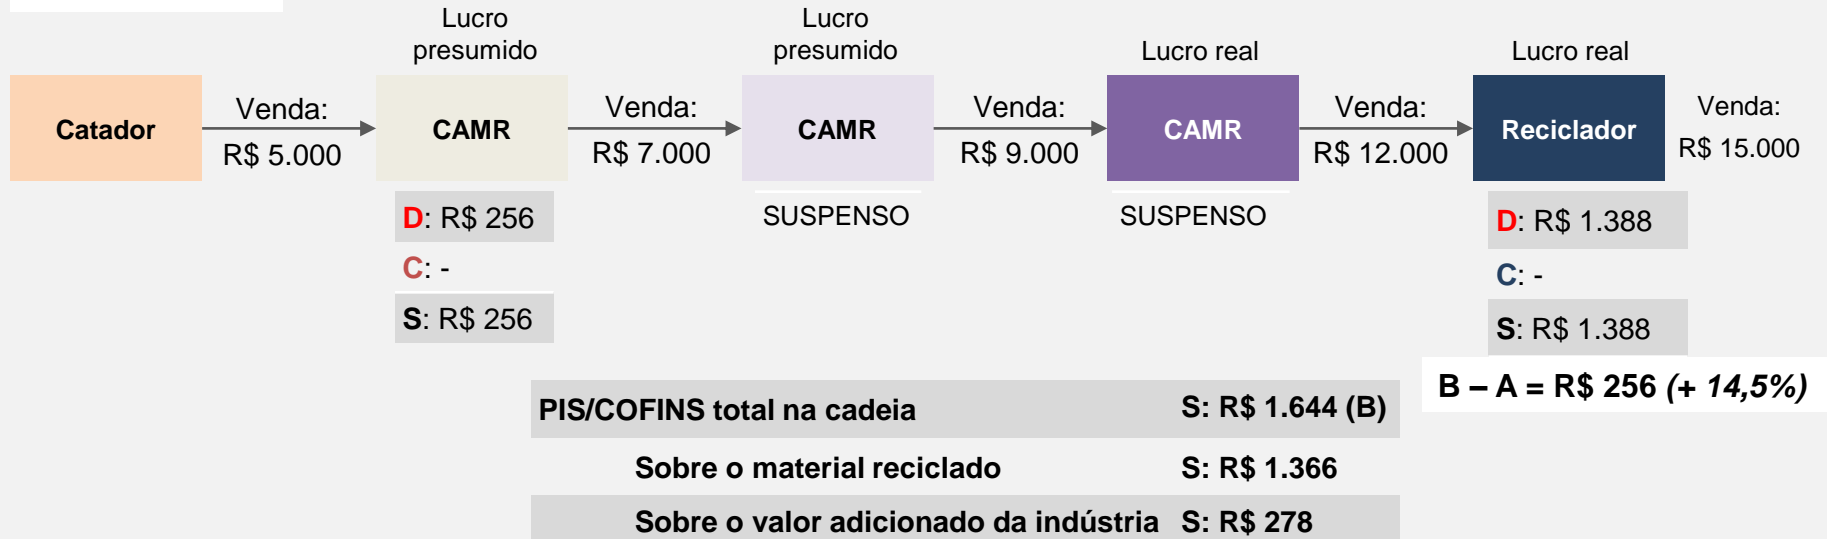 Lucro
presumido
Lucro
presumido
Lucro real
Lucro real
Catador
Venda:
R$ 5.000
CAMR
Venda:
R$ 7.000
CAMR
Venda:
R$ 9.000
CAMR
Venda:
R$ 12.000
Reciclador
Venda:
R$ 15.000
D: R$ 256
C: -
S: R$ 256
SUSPENSO
SUSPENSO
D: R$ 1.388
C: -
S: R$ 1.388
B – A = R$ 256 (+ 14,5%)
PIS/COFINS total na cadeia S: R$ 1.644 (B)
Sobre o material reciclado S: R$ 1.366
Sobre o valor adicionado da indústria S: R$ 278